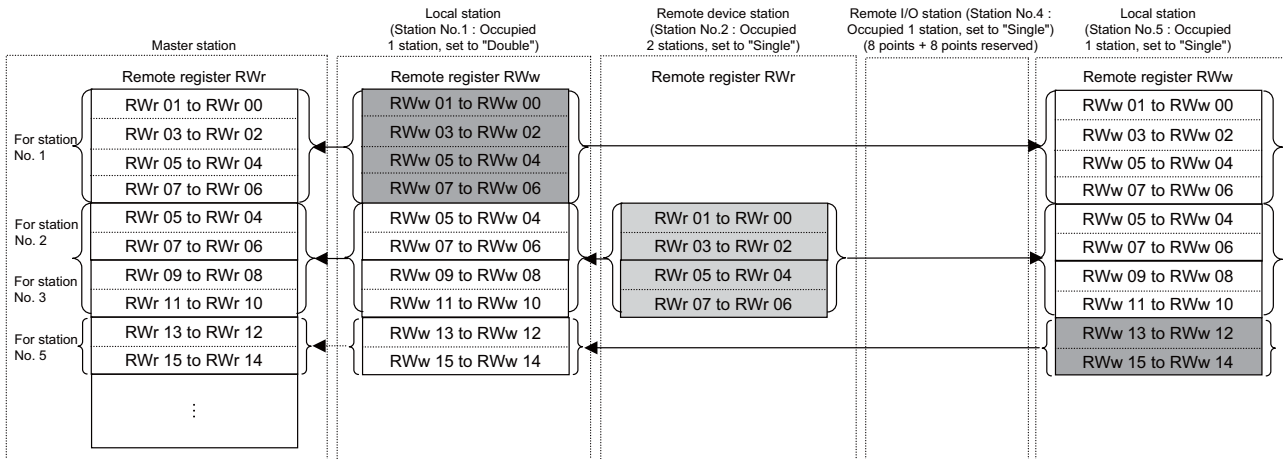 Master station
Local station
(Station No.1 : Occupied
1 station, set to "Double")
Remote device station
(Station No.2 : Occupied
2 stations, set to "Single")
Remote I/O station (Station No.4 :
Occupied 1 station, set to "Single")
(8 points + 8 points reserved)
Local station
(Station No.5 : Occupied
1 station, set to "Single")
Remote register RWr
For station
No. 1
RWr 01 to RWr 00
RWr 03 to RWr 02
RWr 05 to RWr 04
RWr 07 to RWr 06
For station
No. 2
RWr 05 to RWr 04
RWr 07 to RWr 06
For station
No. 3
RWr 09 to RWr 08
RWr 11 to RWr 10
For station
No. 5
RWr 13 to RWr 12
RWr 15 to RWr 14
⋮
Remote register RWw
RWw 01 to RWw 00
RWw 03 to RWw 02
RWw 05 to RWw 04
RWw 07 to RWw 06
RWw 05 to RWw 04
RWw 07 to RWw 06
RWw 09 to RWw 08
RWw 11 to RWw 10
RWw 13 to RWw 12
RWw 15 to RWw 14
Remote register RWr
RWr 01 to RWr 00
RWr 03 to RWr 02
RWr 05 to RWr 04
RWr 07 to RWr 06
Remote register RWw
RWw 01 to RWw 00
RWw 03 to RWw 02
RWw 05 to RWw 04
RWw 07 to RWw 06
RWw 05 to RWw 04
RWw 07 to RWw 06
RWw 09 to RWw 08
RWw 11 to RWw 10
RWw 13 to RWw 12
RWw 15 to RWw 14